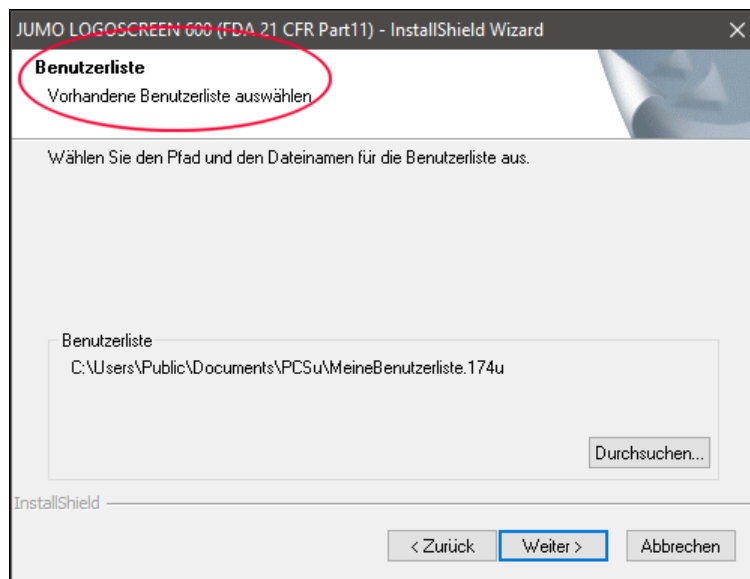 JUMO LOGOSCREEN 600 (FDA 21 CFR Part11) - InstallShield Wizard
Benutzerliste
Vorhandene Benutzerliste auswählen
Wählen Sie den Pfad und den Dateinamen für die Benutzerliste aus.
Benutzerliste
C:\Users\Public\Documents\PCSu\MeineBenutzerliste.174u
Durchsuchen...
InstallShield
< Zurück
Weiter >
Abbrechen